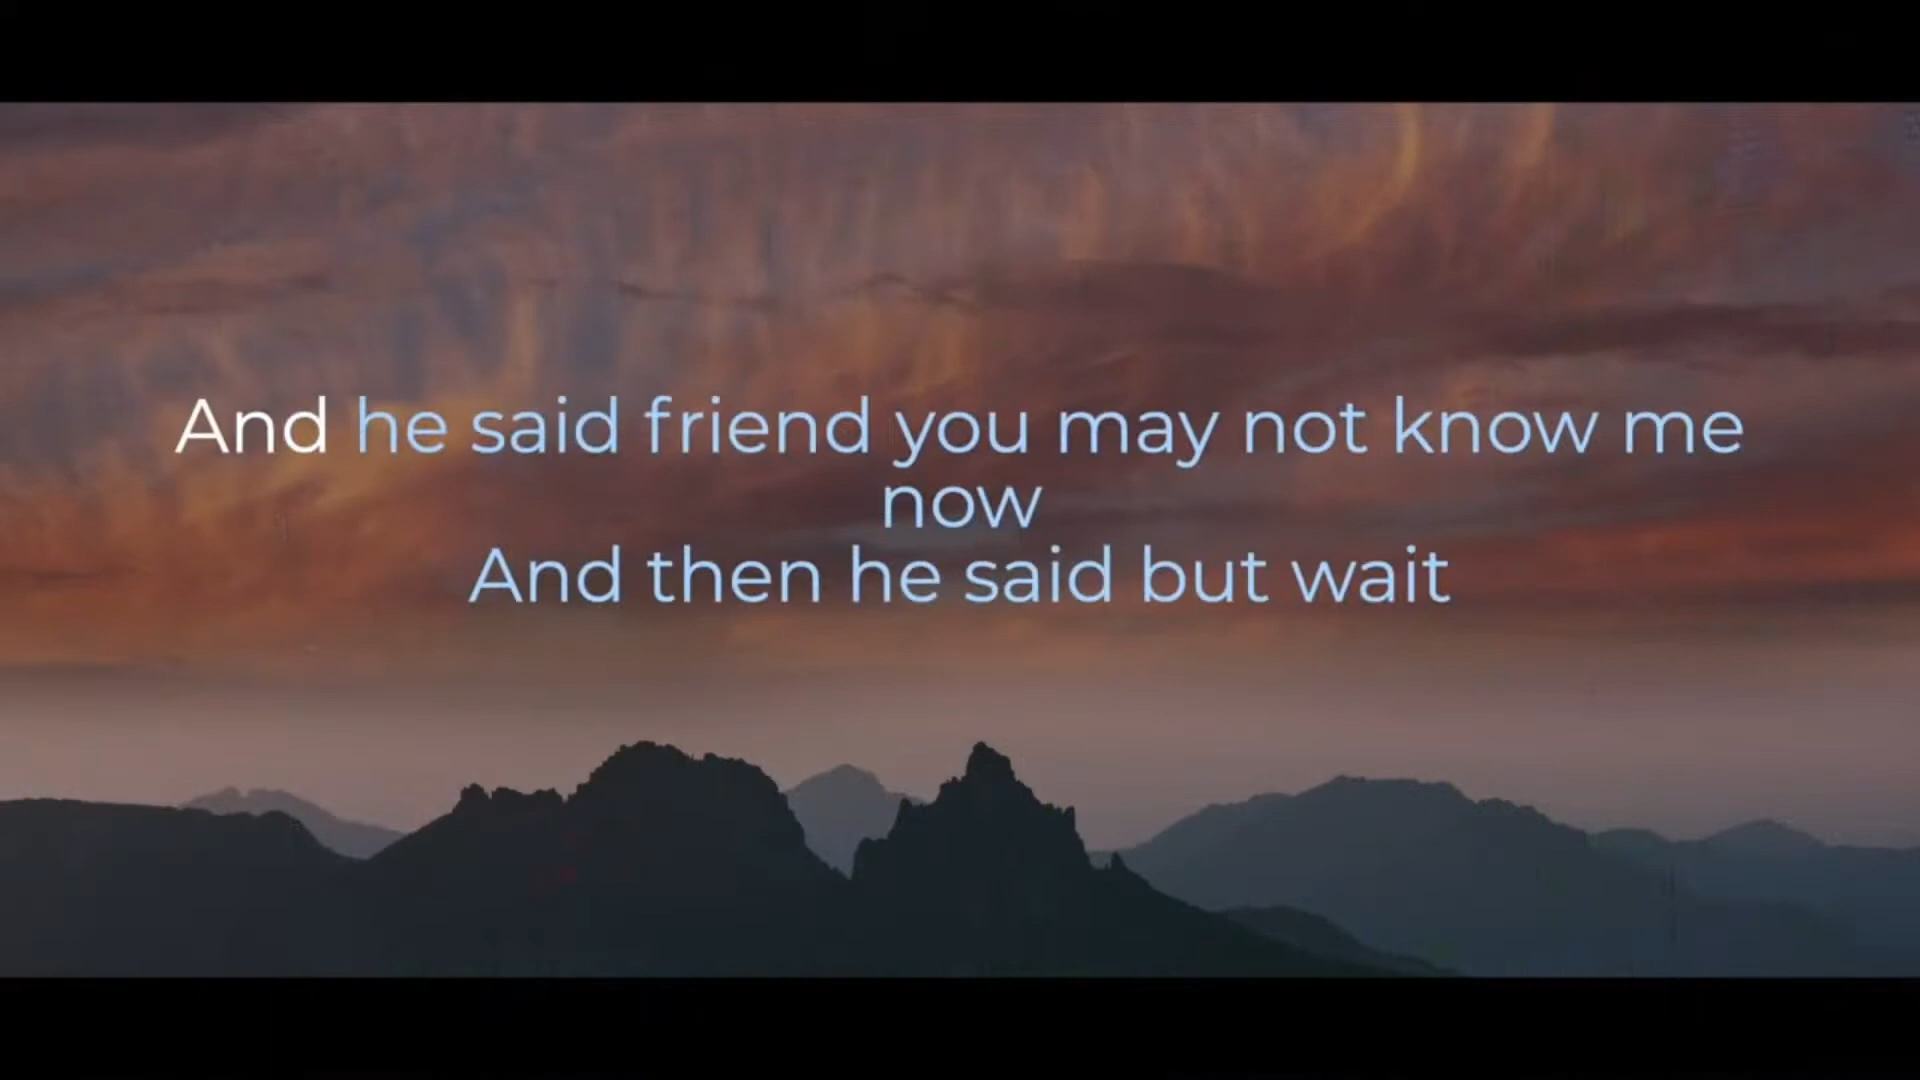 And he said friend you may not know me
now
And then he said but wait